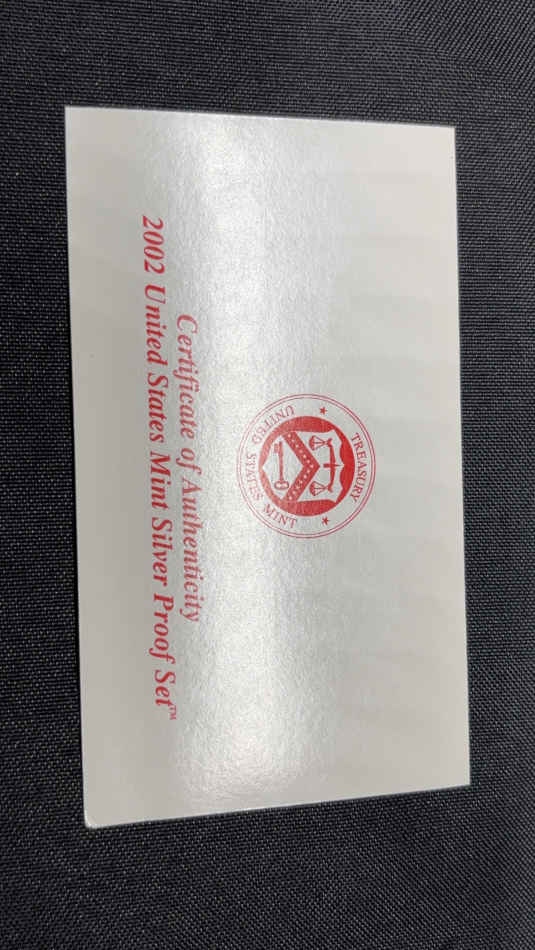 TREASURY
UNITED STATES MINT
Certificate of Authenticity
2002 United States Mint Silver Proof Set™